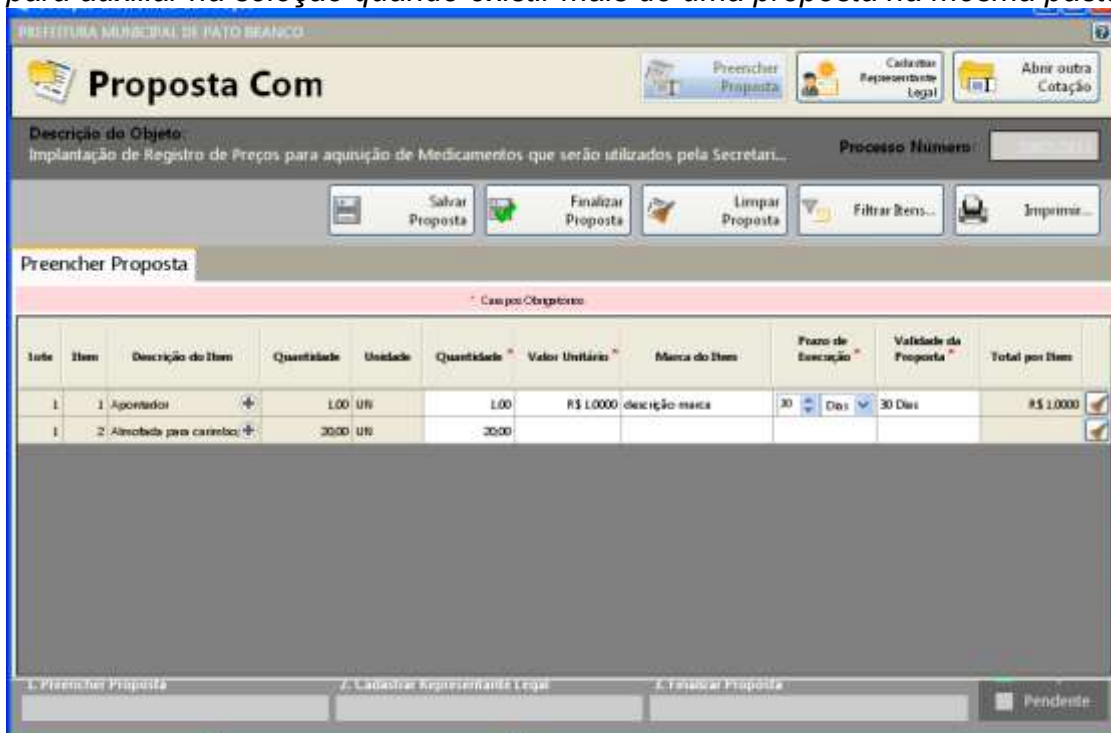 para auxiliar na seleção quando existir mais de uma proposta na mesma
PREFEITURA MUNICIPAL DE PATO BRANCO
Proposta Com
Preencher Proposta
Cadastrar Representante Legal
Abrir outra Cotação
Descrição do Objeto:
Implantação de Registro de Preços para aquisição de Medicamentos que serão utilizados pela Secretari...
Processo Número:
Salvar Proposta
Finalizar Proposta
Limpar Proposta
Filtrar Itens...
Imprimir...
Preencher Proposta
* Campos Obrigatórios
Lote Item Descrição do Item Quantidade Unidade Quantidade * Valor Unitário * Marca do Item Prazo de Execução * Validade da Proposta * Total por Item
1 1 Apontador + 1,00 UN 1,00 R$ 1,0000 descrição marca 30 Dias 30 Dias R$ 1,0000
1 2 Almofada para carimbo; + 20,00 UN 20,00
1. Preencher Proposta
2. Cadastrar Representante Legal
3. Finalizar Proposta
Pendente